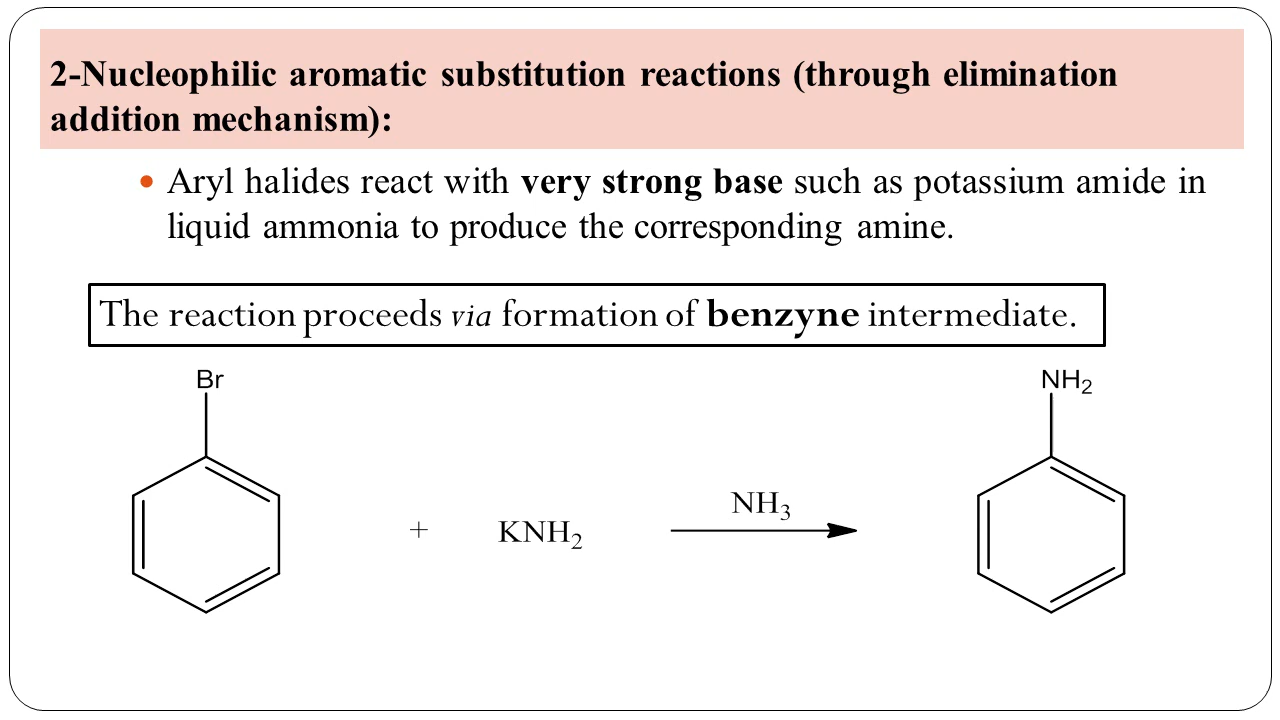 2-Nucleophilic aromatic substitution reactions (through elimination
addition mechanism):
• Aryl halides react with very strong base such as potassium amide in
liquid ammonia to produce the corresponding amine.
The reaction proceeds via formation of benzyne intermediate.
Br
NH₂
+ KNH₂
NH₃